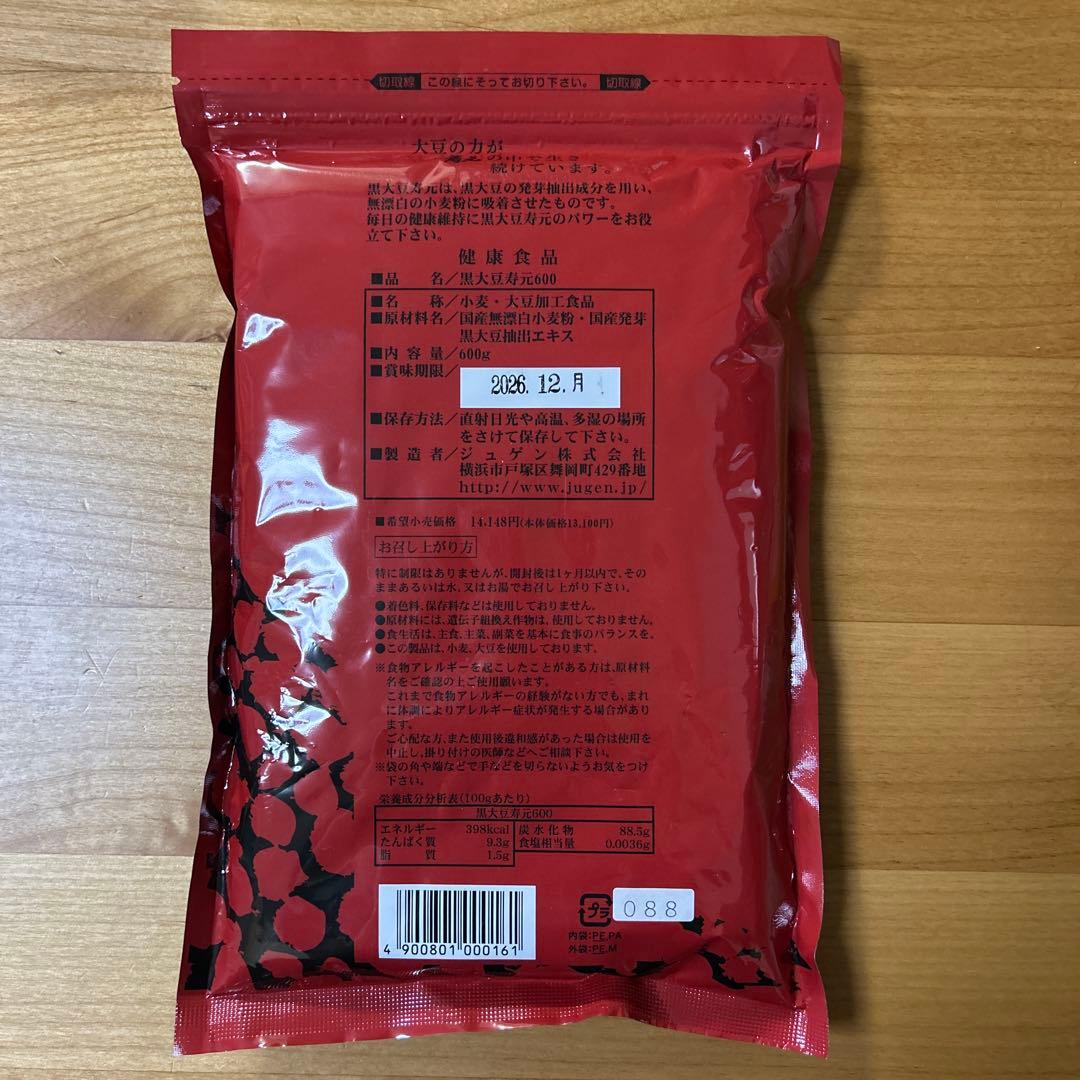 切取線 この線にそってお切り下さい。 切取線
大豆の力が
続けています。
黒大豆寿元は、黒大豆の発芽抽出成分を用い、
無漂白の小麦粉に吸着させたものです。
毎日の健康維持に黒大豆寿元のパワーをお役
立て下さい。
健康食品
■品　名／黒大豆寿元600
■名　称／小麦・大豆加工食品
■原材料名／国産無漂白小麦粉・国産発芽
黒大豆抽出エキス
■内容量／600g
■賞味期限／
2026.12.月
■保存方法／直射日光や高温、多湿の場所
をさけて保存して下さい。
■製造者／ジュゲン株式会社
横浜市戸塚区舞岡町429番地
http://www.jugen.jp/
■希望小売価格　14,148円(本体価格13,100円)
お召し上がり方
特に制限はありませんが、開封後は1ヶ月以内で、その
ままあるいは水、又はお湯でお召し上がり下さい。
●着色料、保存料などは使用しておりません。
●原材料には、遺伝子組換え作物は、使用しておりません。
●食生活は、主食、主菜、副菜を基本に食事のバランスを。
●この製品は、小麦、大豆を使用しております。
※食物アレルギーを起こしたことがある方は、原材料
名をご確認の上ご使用願います。
これまで食物アレルギーの経験がない方でも、まれ
に体調によりアレルギー症状が発生する場合があり
ます。
ご心配な方、また使用後違和感があった場合は使用を
中止し、掛り付けの医師などへご相談下さい。
※袋の角や端などで手などを切らないようお気をつけ
下さい。
栄養成分分析表(100gあたり)
黒大豆寿元600
エネルギー 398kcal 炭水化物 88.5g
たんぱく質 9.3g 食塩相当量 0.0036g
脂質 1.5g
4 900801 000161
プラ
088
内袋:PE,PA
外袋:PE,M